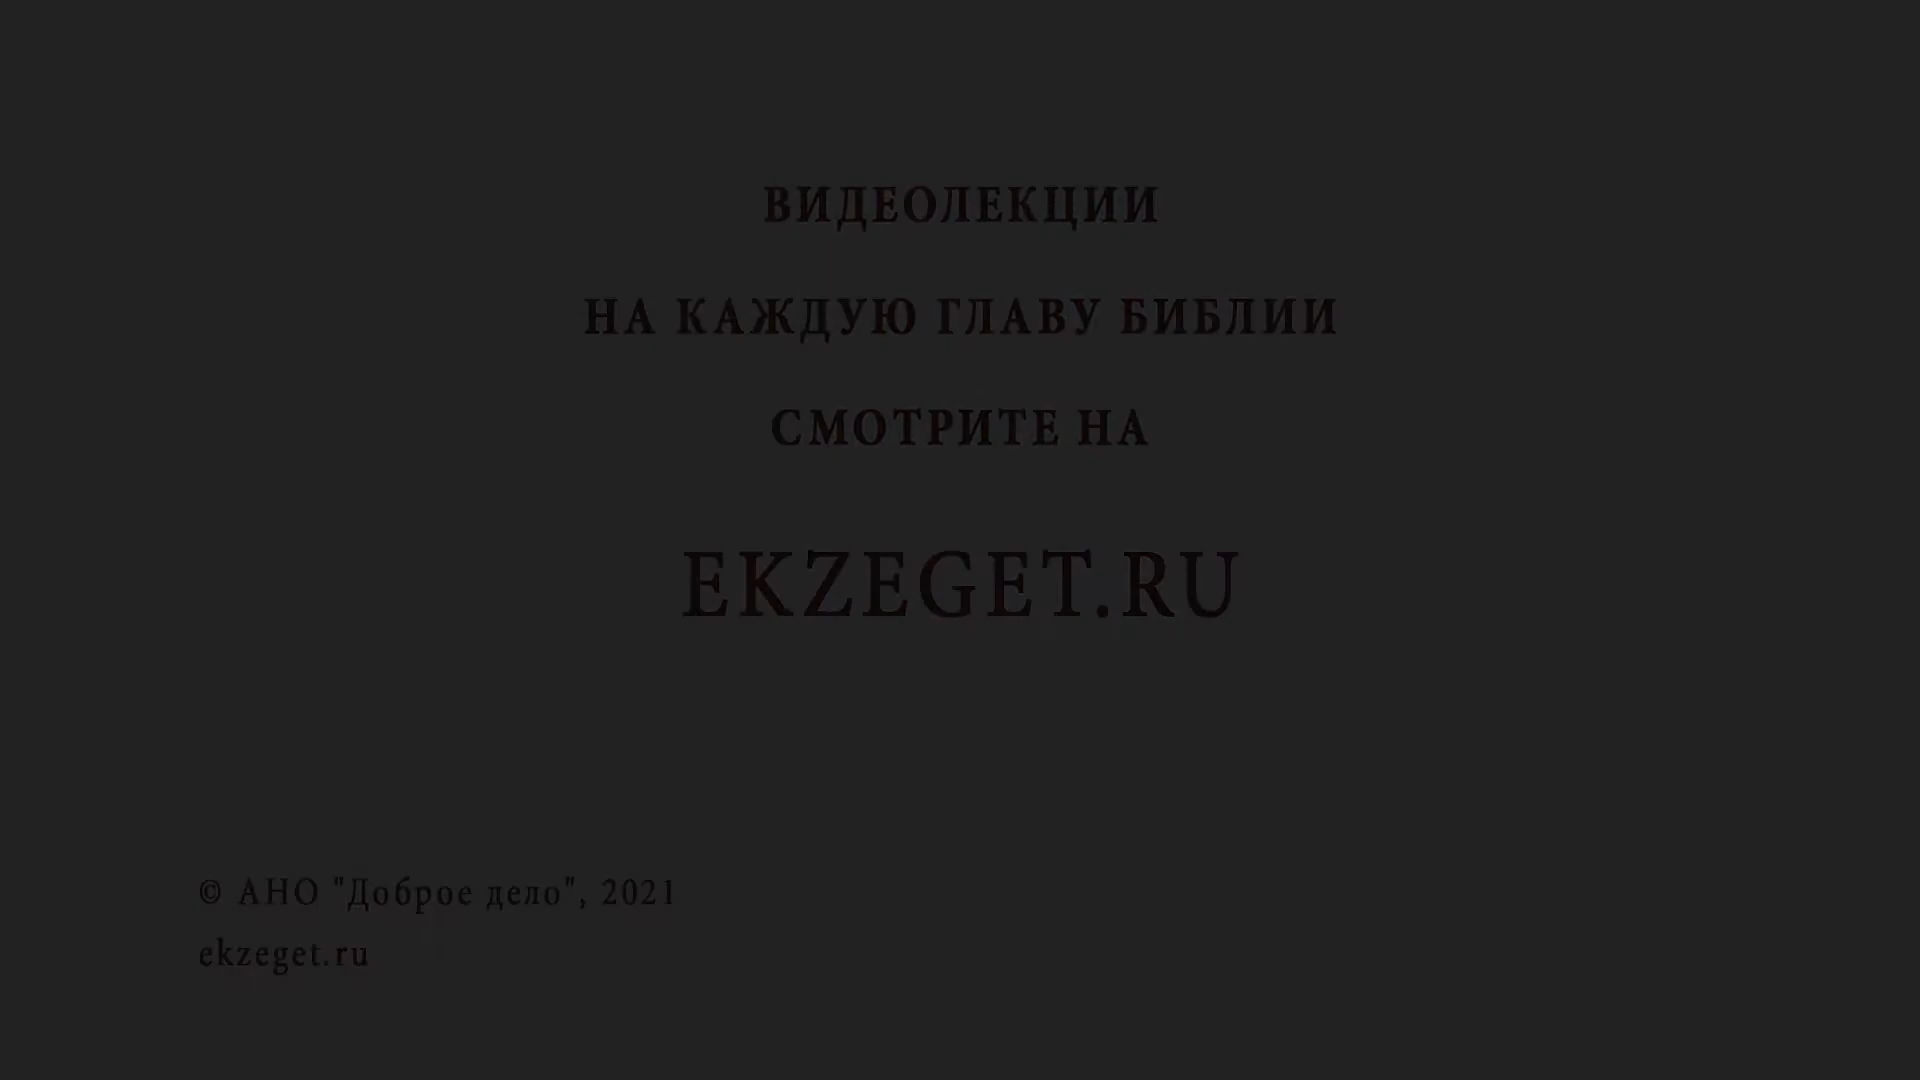 ВИДЕОЛЕКЦИИ
НА КАЖДУЮ ГЛАВУ БИБЛИИ
СМОТРИТЕ НА
EKZEGET.RU
© АНО "Доброе дело", 2021
ekzeget.ru